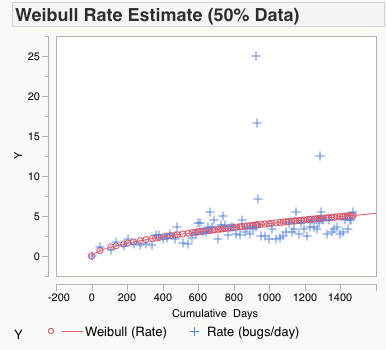 Weibull Rate Estimate (50% Data)
25
20
15
10
5
0
Y
-200 0 200 400 600 800 1000 1200 1400
Cumulative Days
Y Weibull (Rate) Rate (bugs/day)